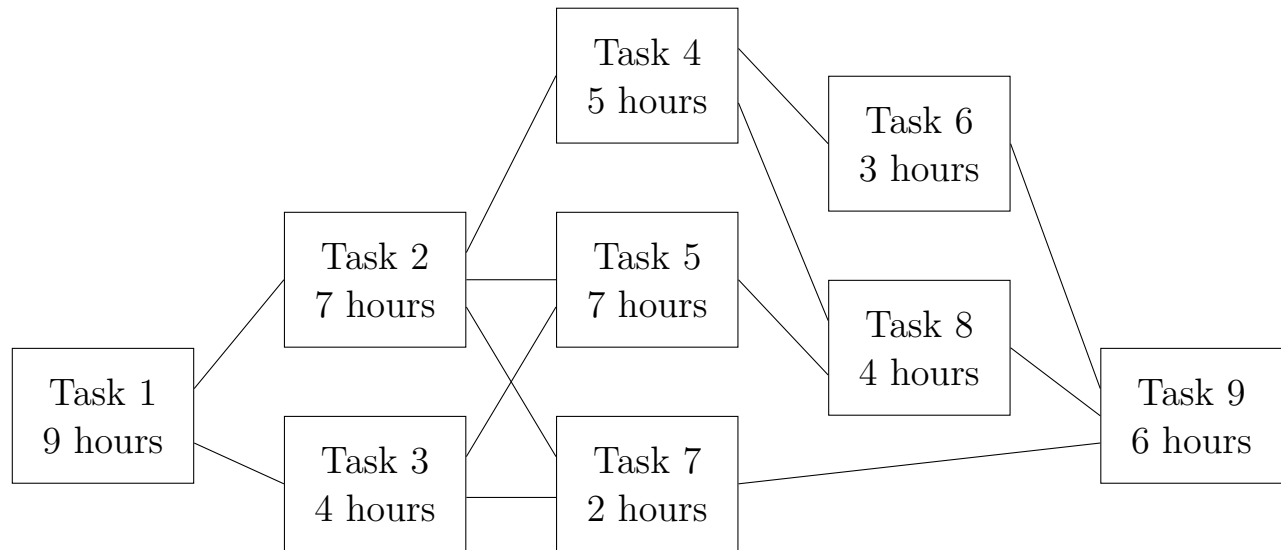 Task 1
9 hours
Task 2
7 hours
Task 3
4 hours
Task 4
5 hours
Task 5
7 hours
Task 7
2 hours
Task 6
3 hours
Task 8
4 hours
Task 9
6 hours